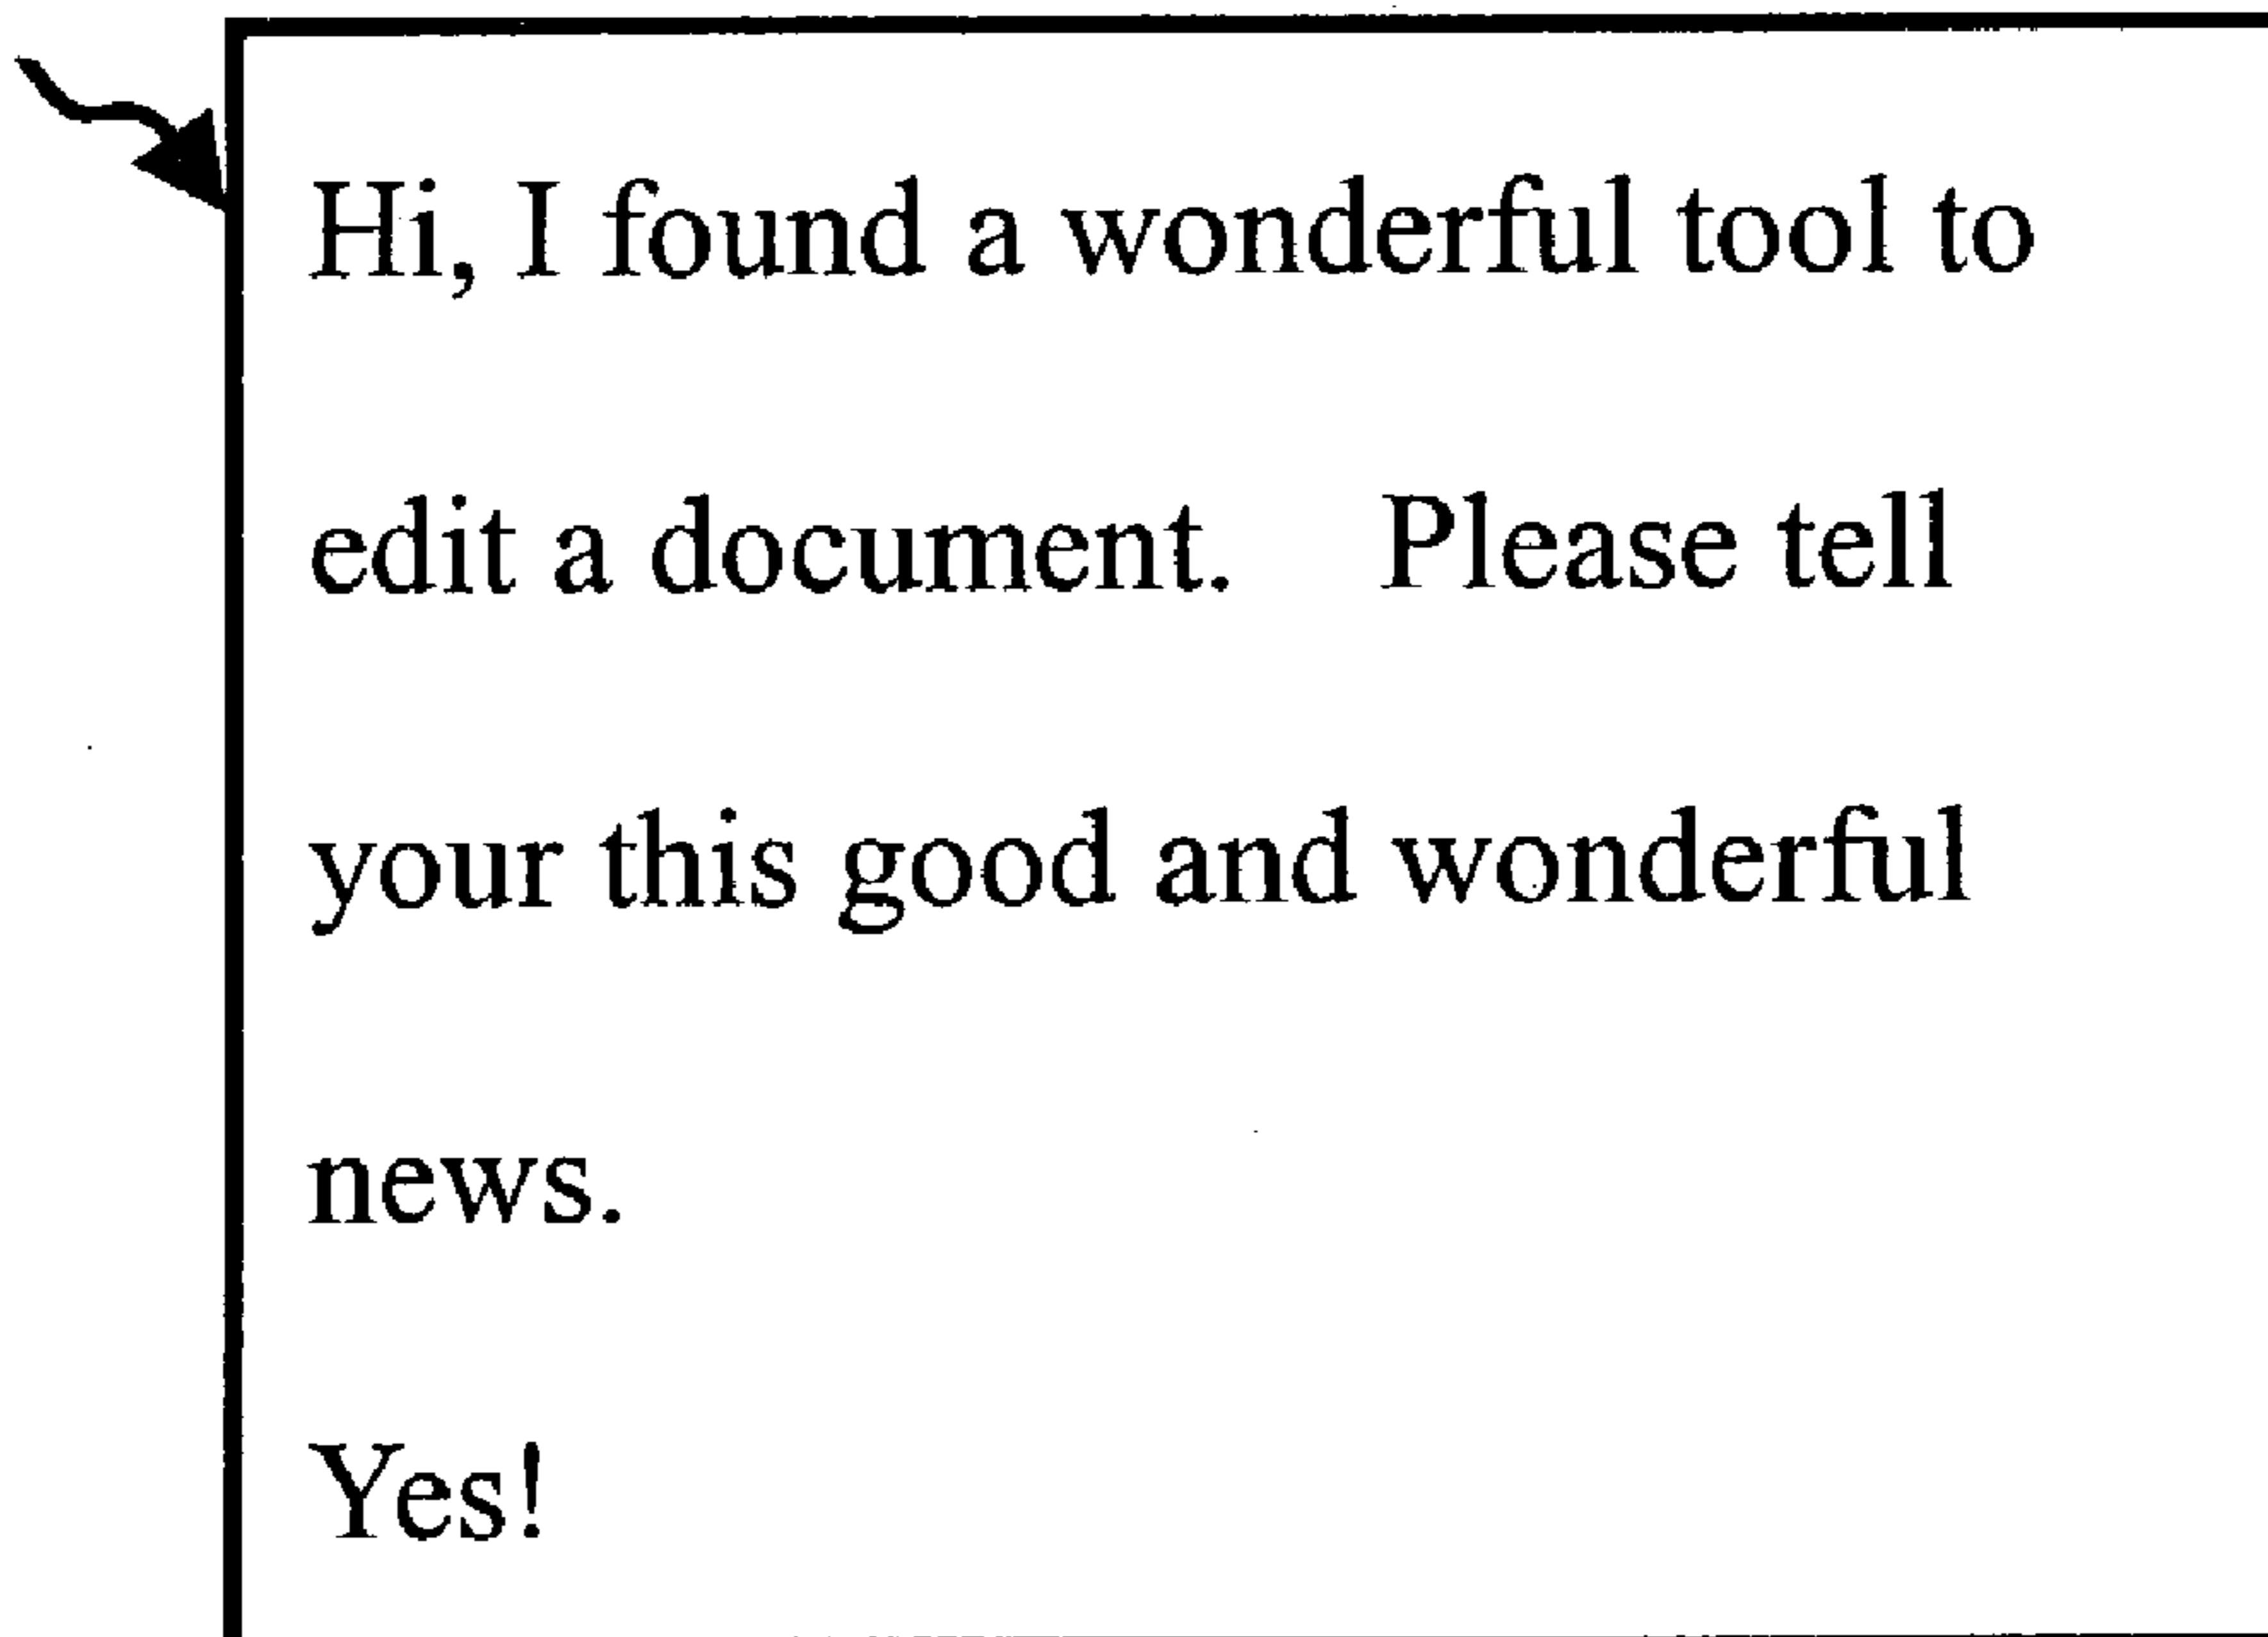 Hi, I found a wonderful tool to
edit a document. Please tell
your this good and wonderful
news.
Yes!